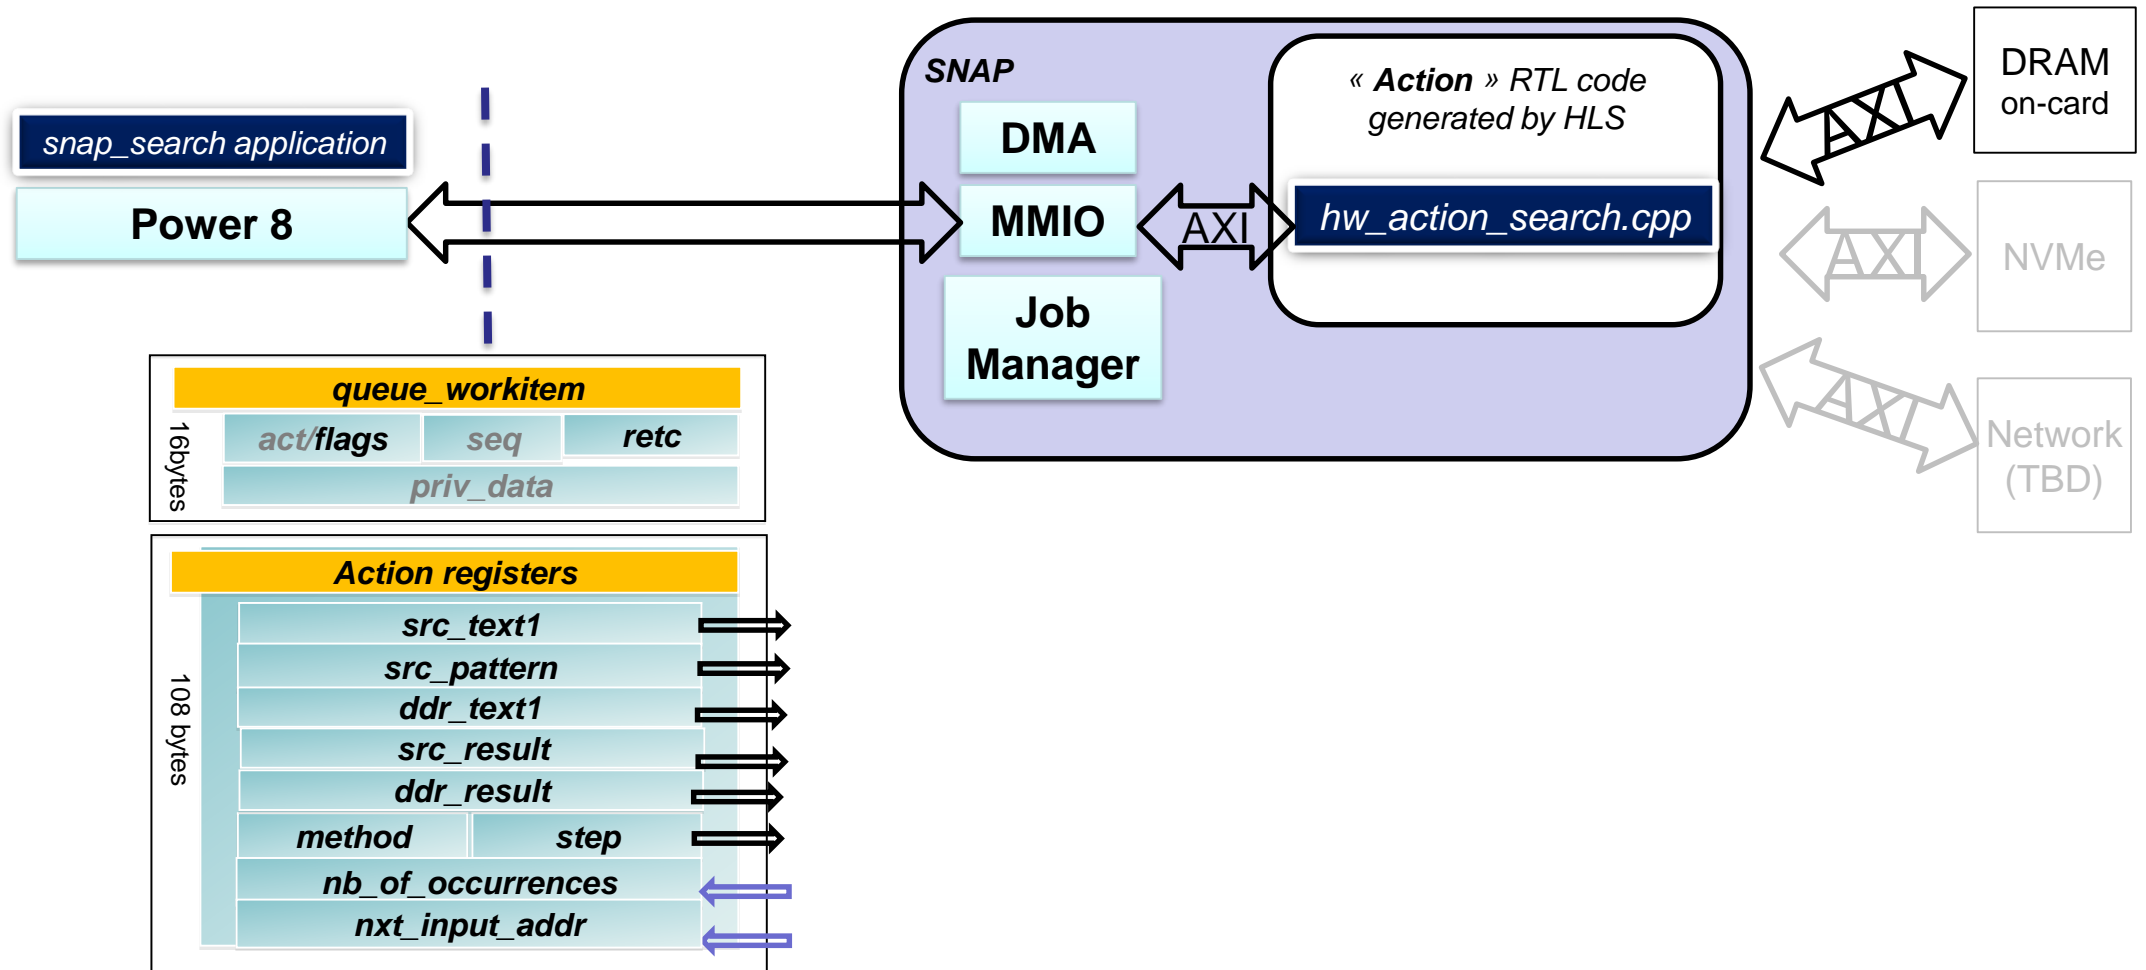 snap_search application
Power 8
SNAP
DMA
MMIO
Job
Manager
AXI
« Action » RTL code
generated by HLS
hw_action_search.cpp
AXI
DRAM
on-card
AXI
NVMe
AXI
Network
(TBD)
16bytes
queue_workitem
act/flags seq retc
priv_data
108 bytes
Action registers
src_text1
src_pattern
ddr_text1
src_result
ddr_result
method step
nb_of_occurrences
nxt_input_addr